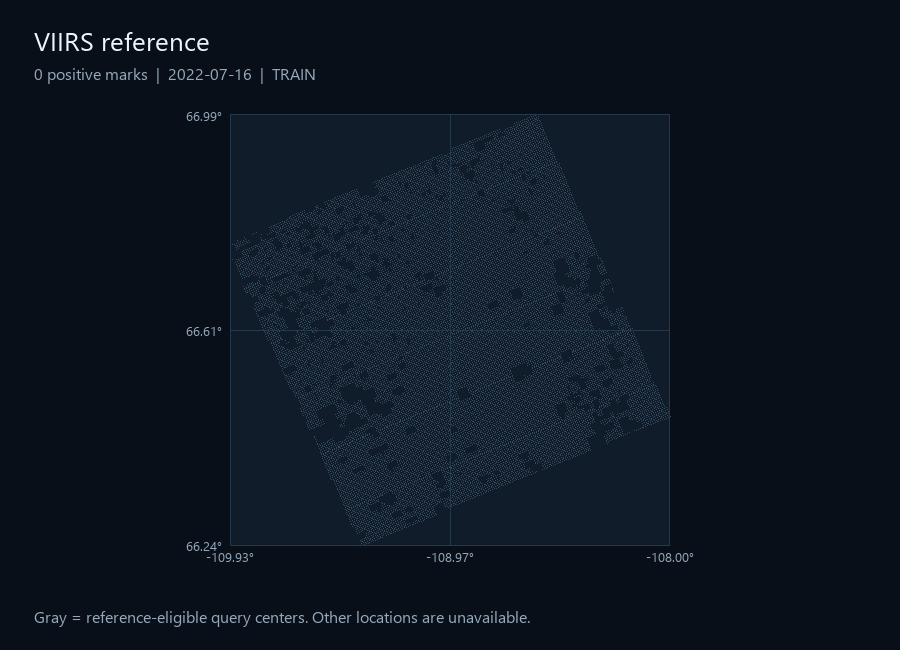 VIIRS reference
0 positive marks | 2022-07-16 | TRAIN
66.99°
66.61°
66.24°
-109.93° -108.97° -108.00°
Gray = reference-eligible query centers. Other locations are unavailable.